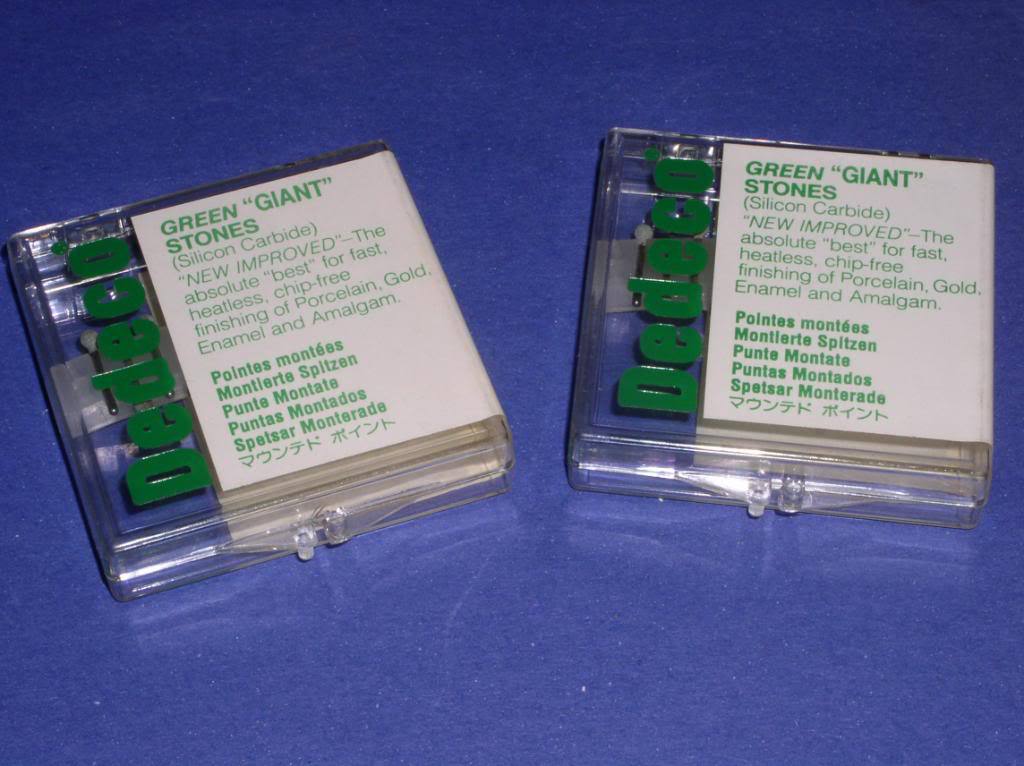 Dedeco
GREEN "GIANT"
STONES
(Silicon Carbide)
"NEW IMPROVED"–The
absolute "best" for fast,
heatless, chip-free
finishing of Porcelain, Gold,
Enamel and Amalgam.
Pointes montées
Montierte Spitzen
Punte Montate
Puntas Montados
Spetsar Monterade
マウンテド ポイント
Dedeco
GREEN "GIANT"
STONES
(Silicon Carbide)
"NEW IMPROVED"–The
absolute "best" for fast,
heatless, chip-free
finishing of Porcelain, Gold,
Enamel and Amalgam.
Pointes montées
Montierte Spitzen
Punte Montate
Puntas Montados
Spetsar Monterade
マウンテド ポイント